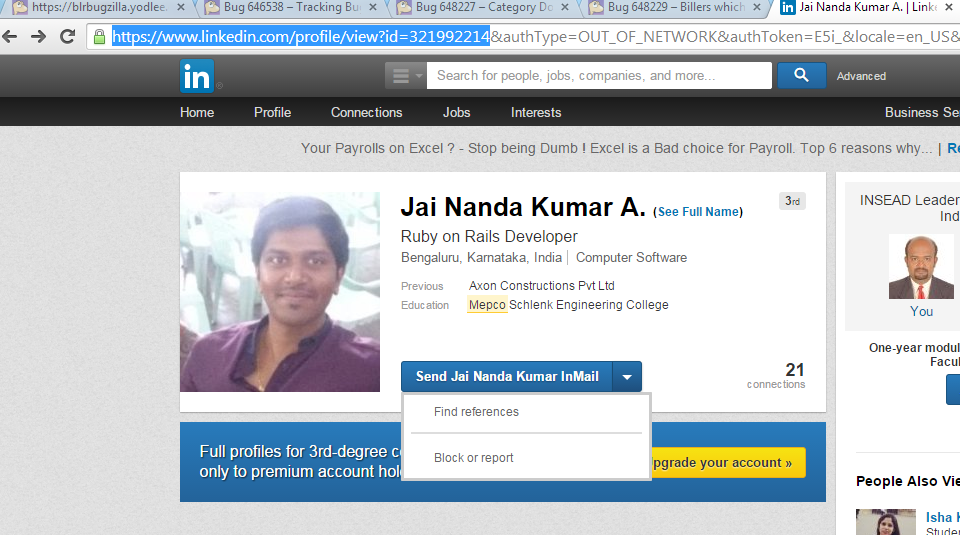 https://blrbugzilla.yodlee.
Bug 646538 – Tracking Bu
Bug 648227 – Category Do
Bug 648229 – Billers which
Jai Nanda Kumar A. | Linke
https://www.linkedin.com/profile/view?id=321992214&authType=OUT_OF_NETWORK&authToken=E5i_&locale=en_US&
in
Search for people, jobs, companies, and more...
Advanced
Home
Profile
Connections
Jobs
Interests
Business Se
Your Payrolls on Excel ? - Stop being Dumb ! Excel is a Bad choice for Payroll. Top 6 reasons why... | Re
Jai Nanda Kumar A. (See Full Name)
3rd
Ruby on Rails Developer
Bengaluru, Karnataka, India | Computer Software
Previous Axon Constructions Pvt Ltd
Education Mepco Schlenk Engineering College
Send Jai Nanda Kumar InMail
21
connections
Find references
Block or report
Full profiles for 3rd-degree c
only to premium account hol
pgrade your account »
INSEAD Leader
Ind
You
One-year modul
Facul
People Also Vie
Isha K
Studen